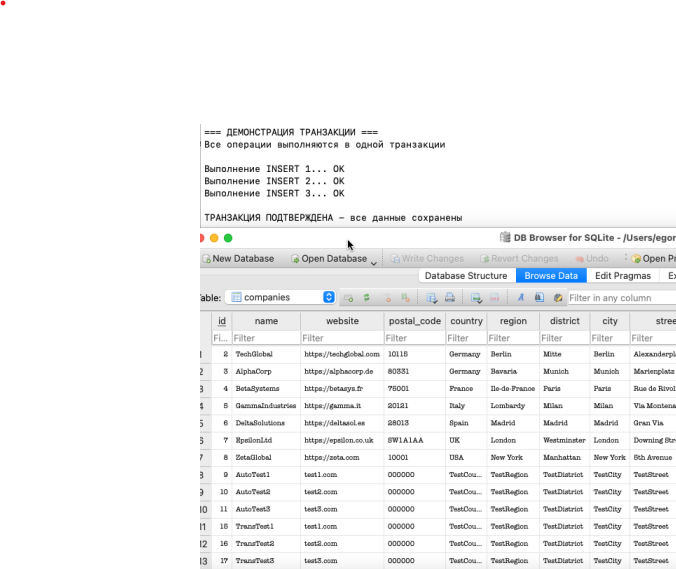 === ДЕМОНСТРАЦИЯ ТРАНЗАКЦИИ ===
Все операции выполняются в одной транзакции
Выполнение INSERT 1... OK
Выполнение INSERT 2... OK
Выполнение INSERT 3... OK
ТРАНЗАКЦИЯ ПОДТВЕРЖДЕНА – все данные сохранены
DB Browser for SQLite - /Users/egor
New Database Open Database Write Changes Revert Changes Undo Open Pr
Database Structure Browse Data Edit Pragmas Ex
able: companies Filter in any column
id name website postal_code country region district city stree
Fi... Filter Filter Filter Filter Filter Filter Filter Filter
1 2 TechGlobal https://techglobal.com 10115 Germany Berlin Mitte Berlin Alexanderpl
2 3 AlphaCorp https://alphacorp.de 80331 Germany Bavaria Munich Munich Marienplatz
3 4 BetaSystems https://betasys.fr 75001 France Ile-de-France Paris Paris Rue de Rivol
4 5 GammaIndustries https://gamma.it 20121 Italy Lombardy Milan Milan Via Montena
5 6 DeltaSolutions https://deltasol.es 28013 Spain Madrid Madrid Madrid Gran Via
6 7 EpsilonLtd https://epsilon.co.uk SW1A1AA UK London Westminster London Downing Stre
7 8 ZetaGlobal https://zeta.com 10001 USA New York Manhattan New York 5th Avenue
8 9 AutoTest1 test1.com 000000 TestCou... TestRegion TestDistrict TestCity TestStreet
9 10 AutoTest2 test2.com 000000 TestCou... TestRegion TestDistrict TestCity TestStreet
10 11 AutoTest3 test3.com 000000 TestCou... TestRegion TestDistrict TestCity TestStreet
11 15 TransTest1 test1.com 000000 TestCou... TestRegion TestDistrict TestCity TestStreet
12 16 TransTest2 test2.com 000000 TestCou... TestRegion TestDistrict TestCity TestStreet
13 17 TransTest3 test3.com 000000 TestCou... TestRegion TestDistrict TestCity TestStreet